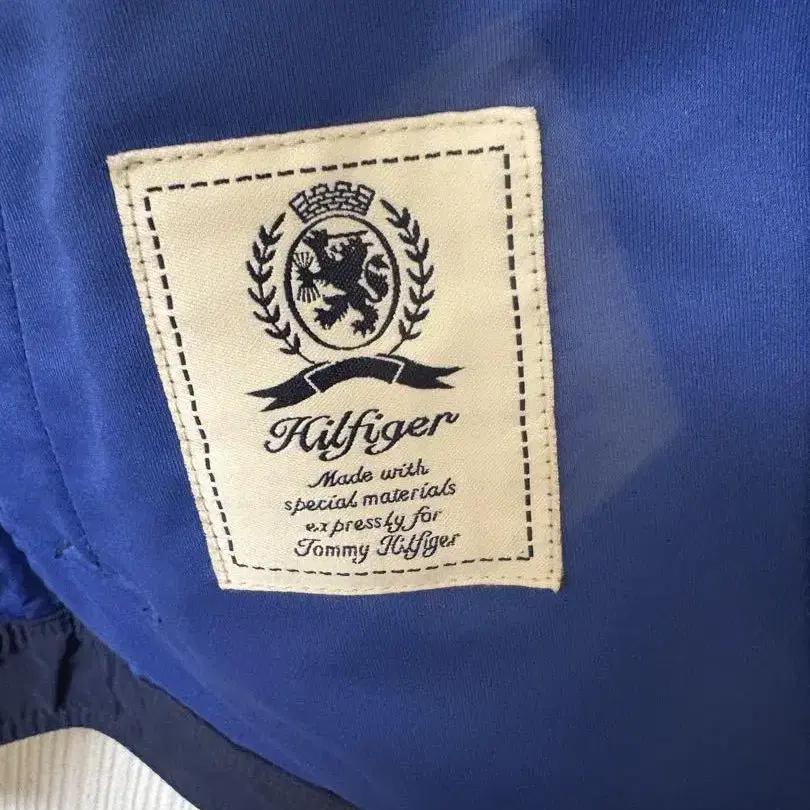 Hilfiger
Made with
special materials
expressly for
Tommy Hilfiger